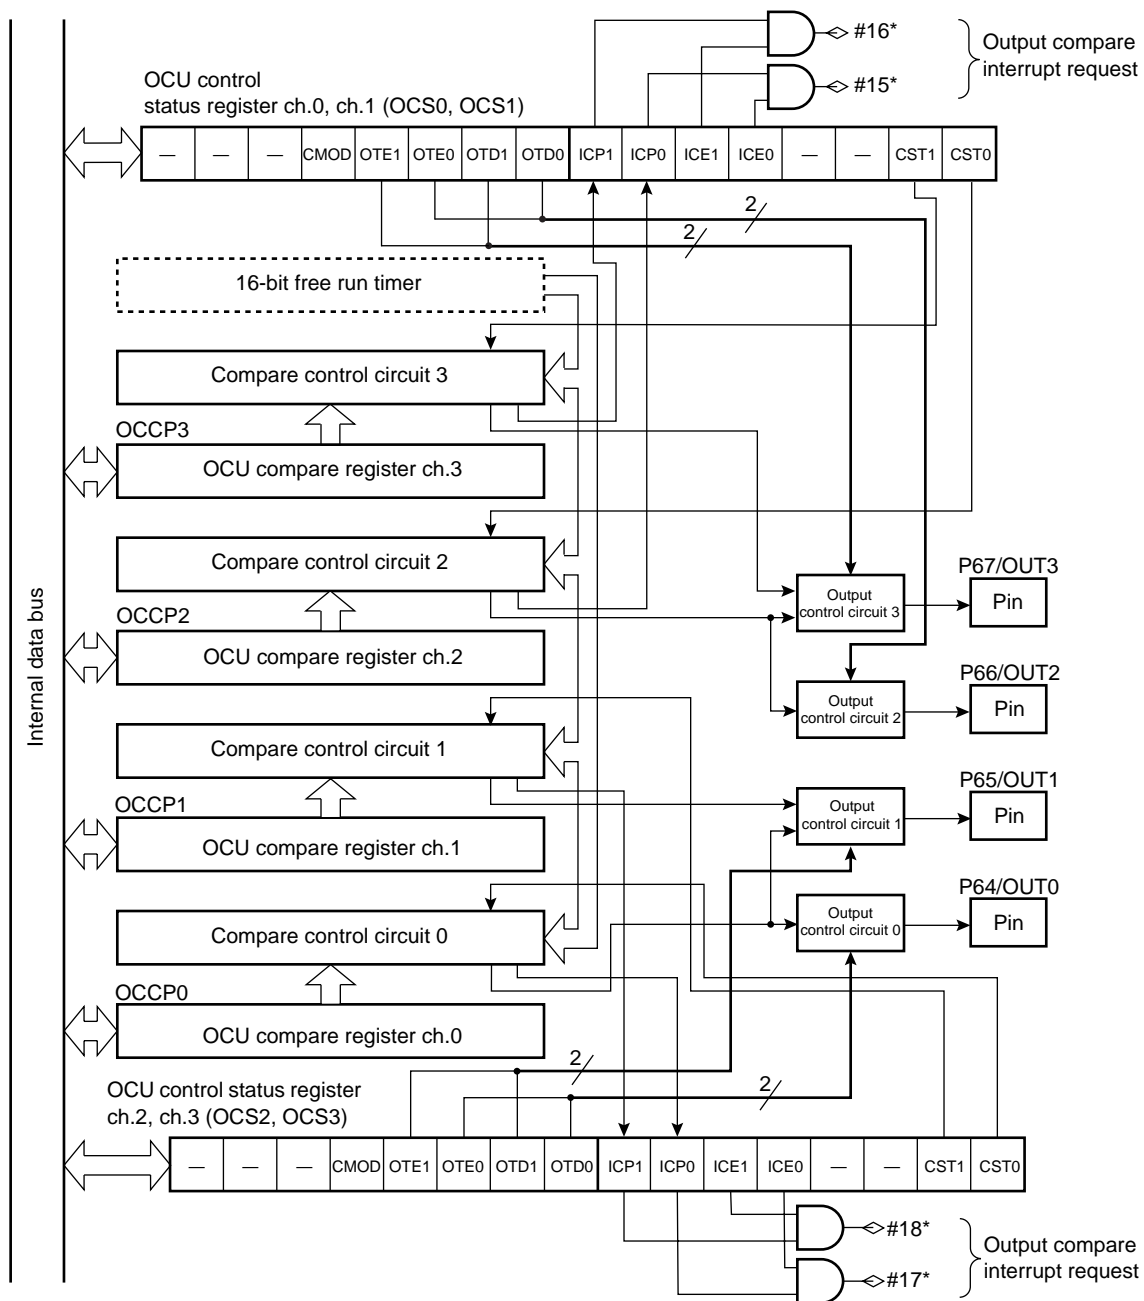 #16*
Output compare
interrupt request
#15*
OCU control
status register ch.0, ch.1 (OCS0, OCS1)
— — — CMOD OTE1 OTE0 OTD1 OTD0 ICP1 ICP0 ICE1 ICE0 — — CST1 CST0
2
2
16-bit free run timer
Compare control circuit 3
OCCP3
OCU compare register ch.3
Compare control circuit 2
OCCP2
OCU compare register ch.2
Compare control circuit 1
OCCP1
OCU compare register ch.1
Compare control circuit 0
OCCP0
OCU compare register ch.0
Internal data bus
P67/OUT3
Output
control circuit 3
Pin
P66/OUT2
Output
control circuit 2
Pin
P65/OUT1
Output
control circuit 1
Pin
P64/OUT0
Output
control circuit 0
Pin
2
2
OCU control status register
ch.2, ch.3 (OCS2, OCS3)
— — — CMOD OTE1 OTE0 OTD1 OTD0 ICP1 ICP0 ICE1 ICE0 — — CST1 CST0
#18*
Output compare
interrupt request
#17*